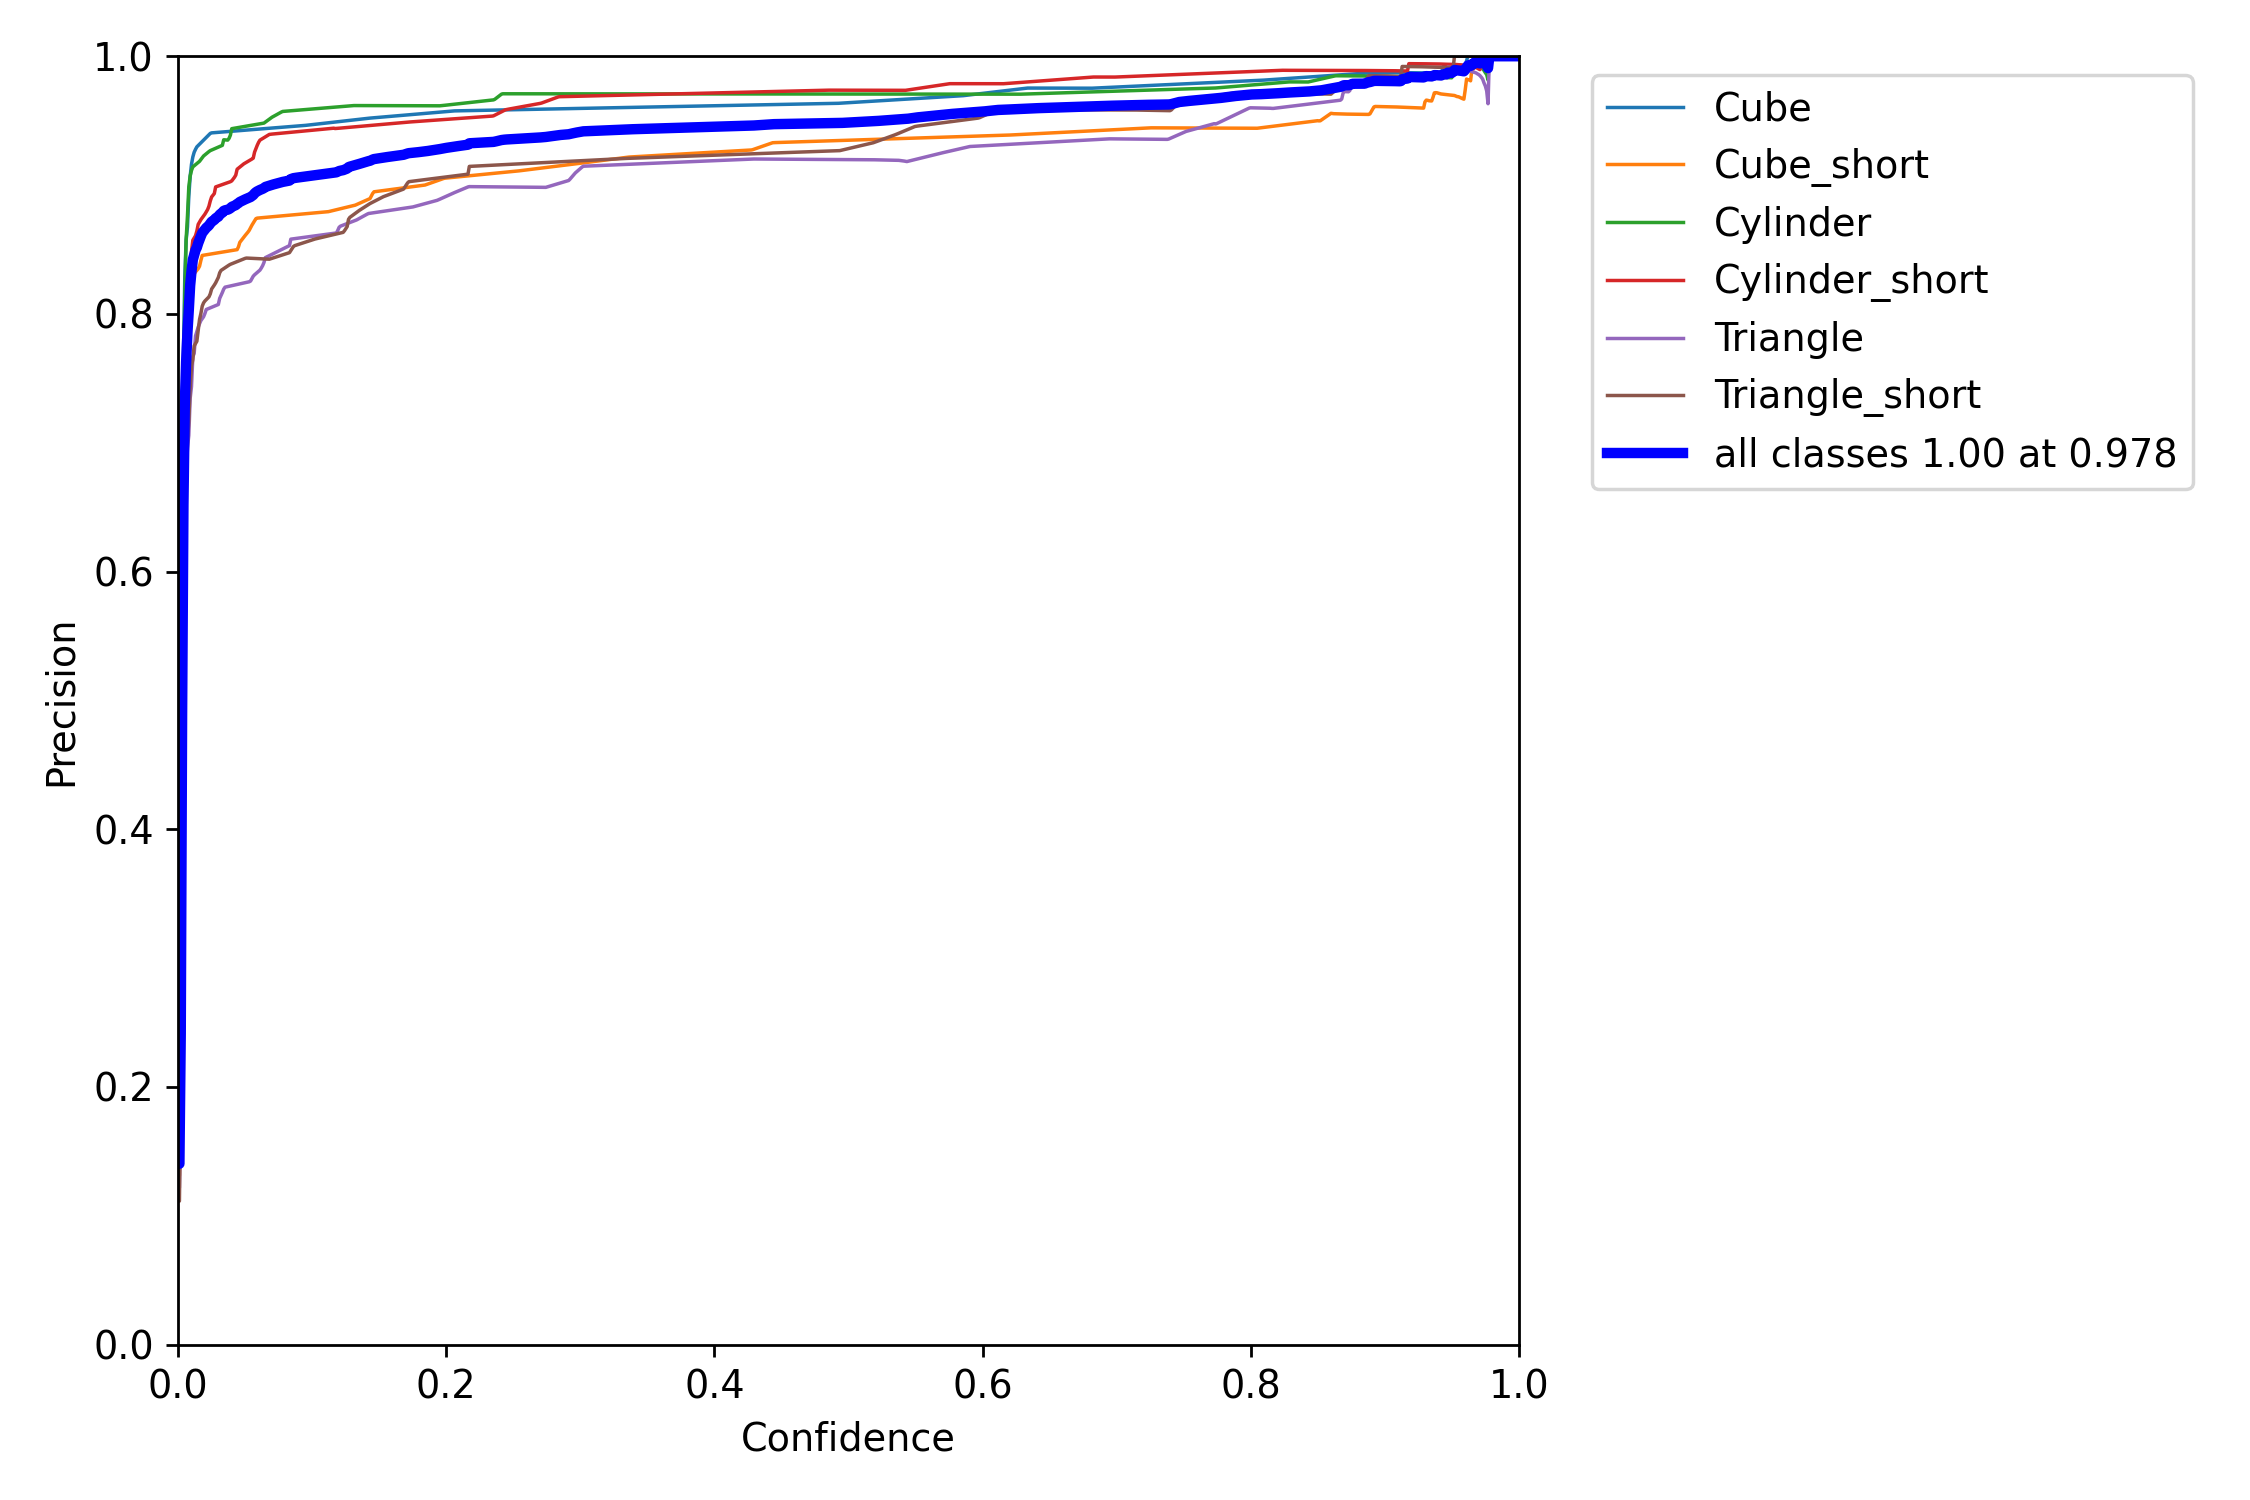 1.0
0.8
0.6
0.4
0.2
0.0
Precision
0.0 0.2 0.4 0.6 0.8 1.0
Confidence
Cube
Cube_short
Cylinder
Cylinder_short
Triangle
Triangle_short
all classes 1.00 at 0.978